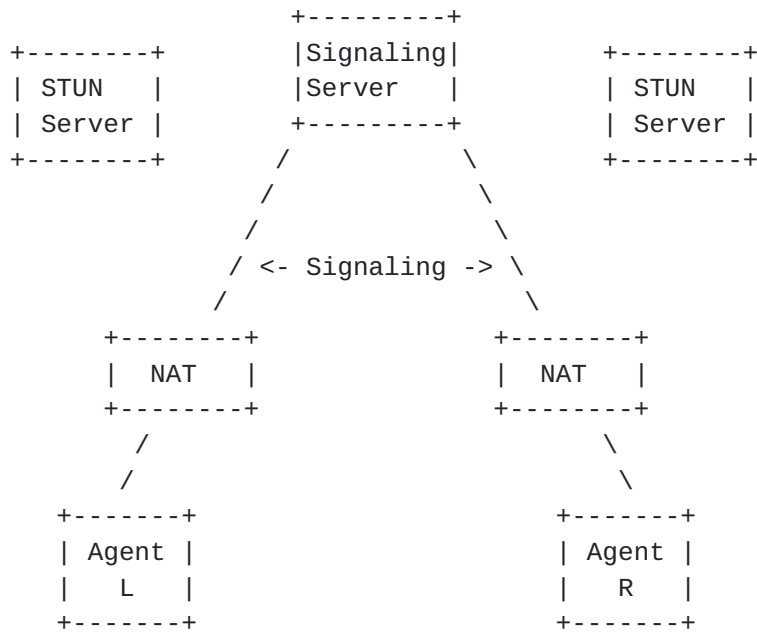 Signaling
Server
STUN
Server
STUN
Server
<- Signaling ->
NAT
NAT
Agent
L
Agent
R